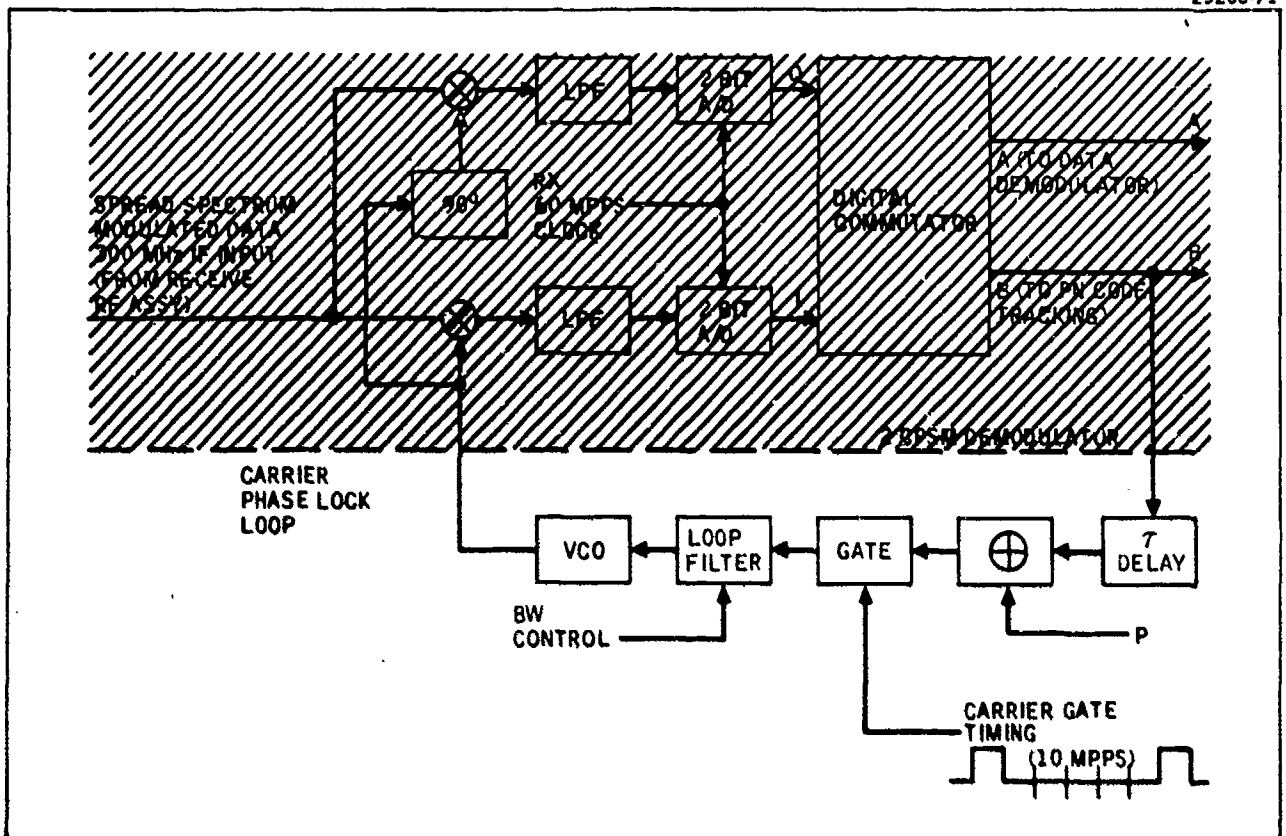 Q
LPF
2 BIT
A/D
A
A (TO DATA
DEMODULATOR)
90°
RX
60 MPPS
CLOCK
DIGITAL
COMMUTATOR
SPREAD SPECTRUM
MODULATED DATA
300 MHz IF INPUT
(FROM RECEIVE
RF ASSY)
B
B (TO PN CODE
TRACKING)
LPF
2 BIT
A/D
I
DEMODULATOR
CARRIER
PHASE LOCK
LOOP
VCO
LOOP
FILTER
GATE
⊕
τ
DELAY
BW
CONTROL
P
CARRIER GATE
TIMING
(10 MPPS)